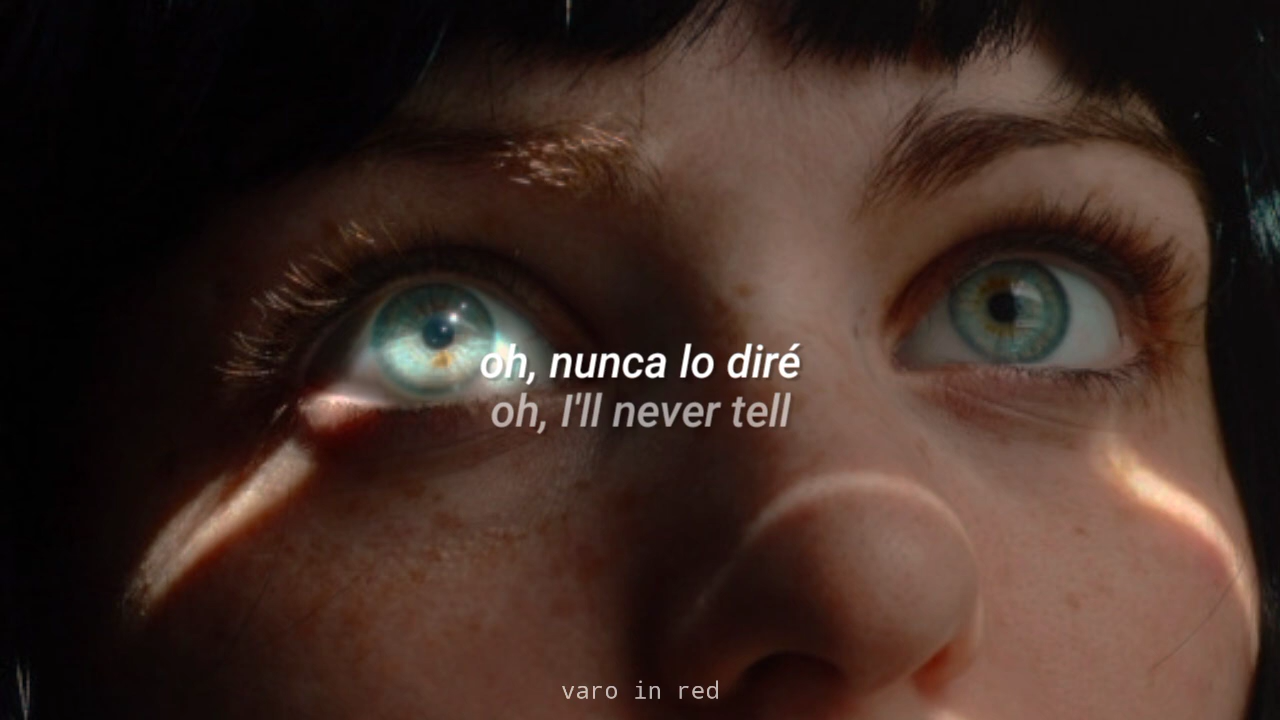 oh, nunca lo diré
oh, I'll never tell
varo in red